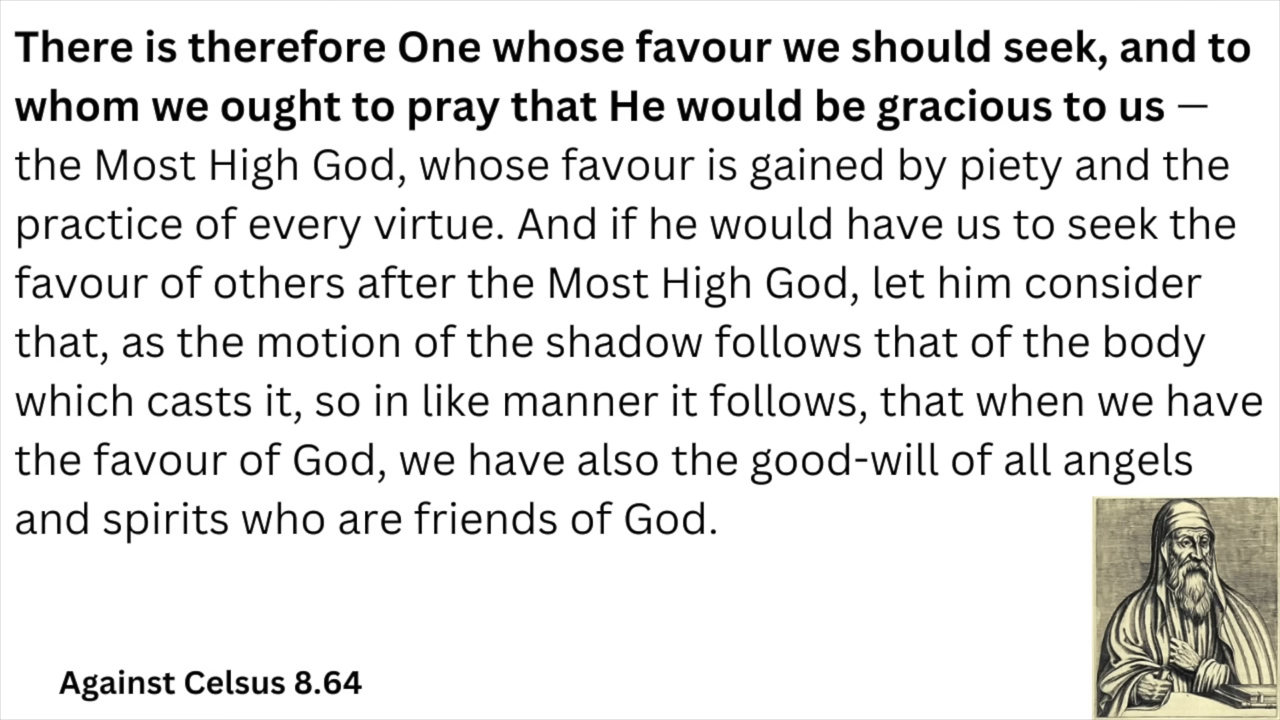 There is therefore One whose favour we should seek, and to
whom we ought to pray that He would be gracious to us —
the Most High God, whose favour is gained by piety and the
practice of every virtue. And if he would have us to seek the
favour of others after the Most High God, let him consider
that, as the motion of the shadow follows that of the body
which casts it, so in like manner it follows, that when we have
the favour of God, we have also the good-will of all angels
and spirits who are friends of God.
Against Celsus 8.64